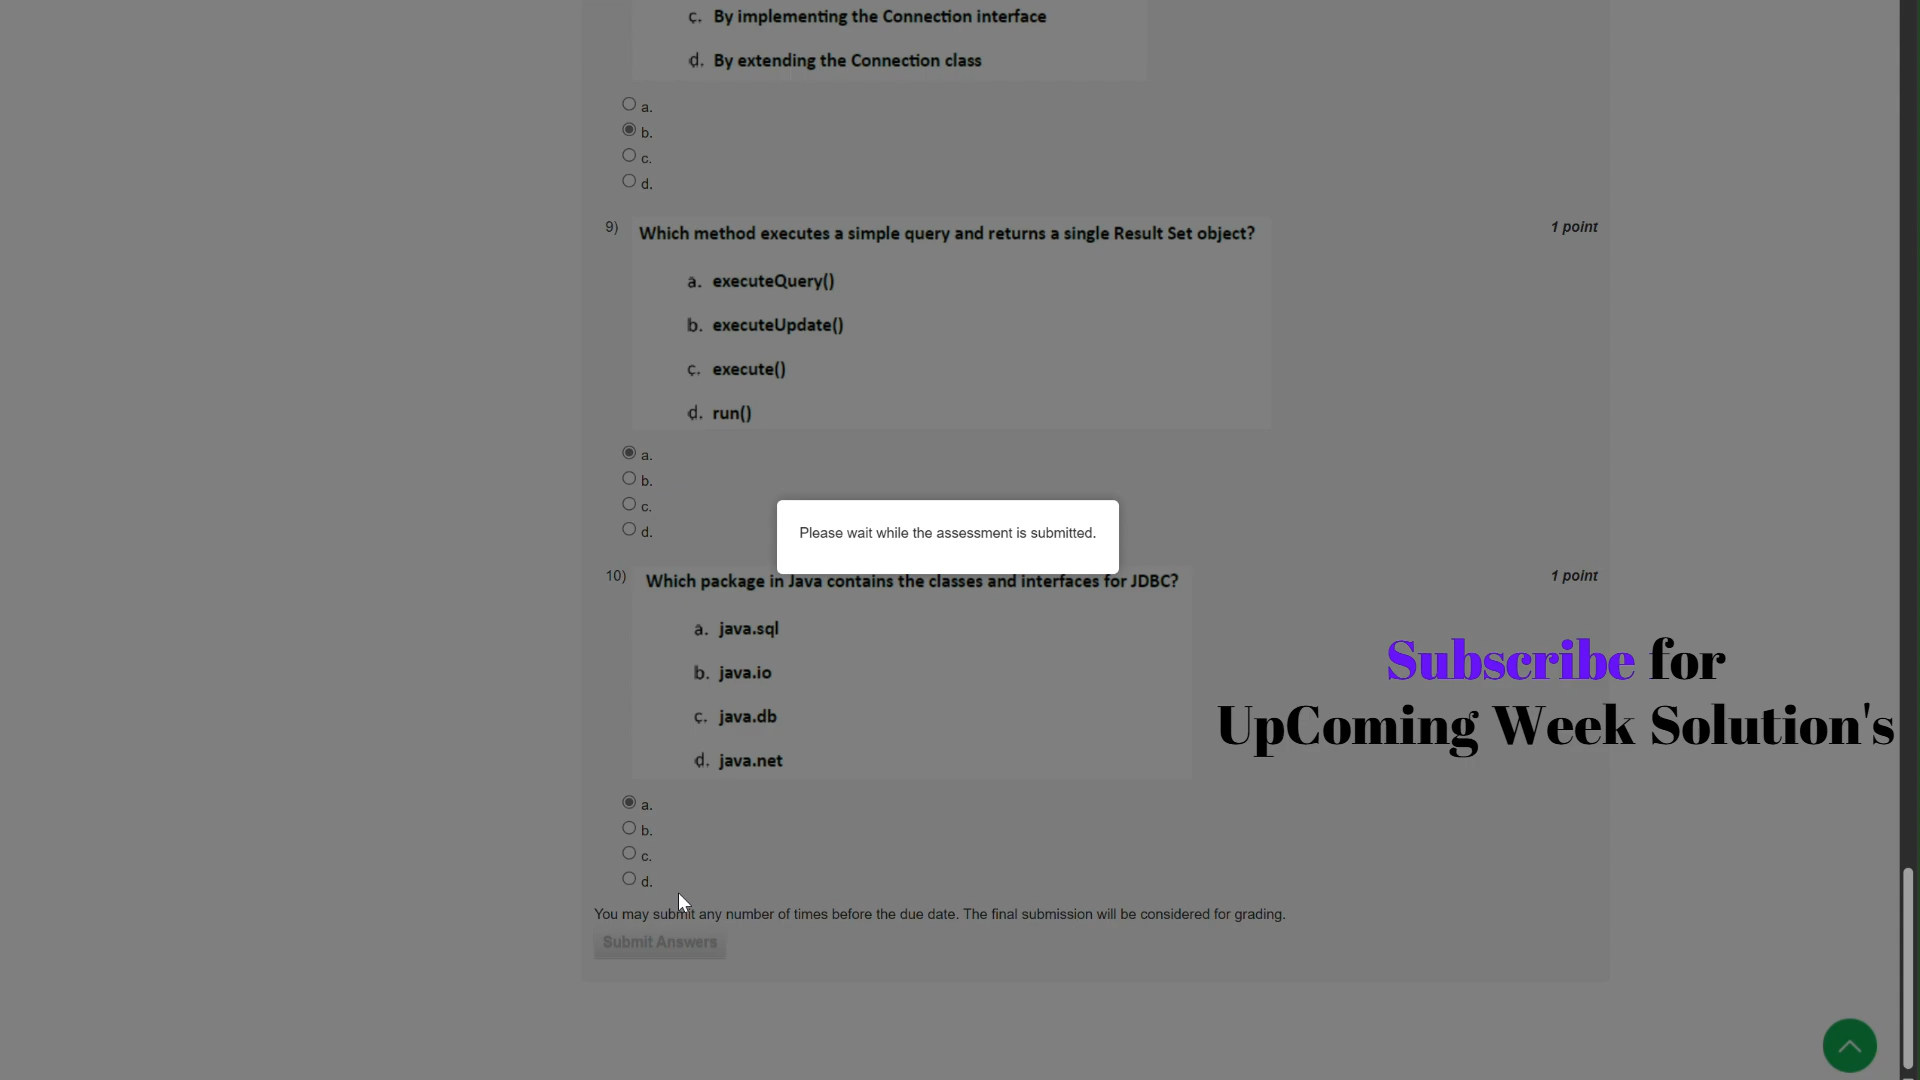 c. By implementing the Connection interface
d. By extending the Connection class
a.
b.
c.
d.
9) Which method executes a simple query and returns a single Result Set object? 1 point
a. executeQuery()
b. executeUpdate()
c. execute()
d. run()
a.
b.
c.
d.
Please wait while the assessment is submitted.
10) Which package in Java contains the classes and interfaces for JDBC? 1 point
a. java.sql
b. java.io
c. java.db
d. java.net
Subscribe for
UpComing Week Solution's
a.
b.
c.
d.
You may submit any number of times before the due date. The final submission will be considered for grading.
Submit Answers